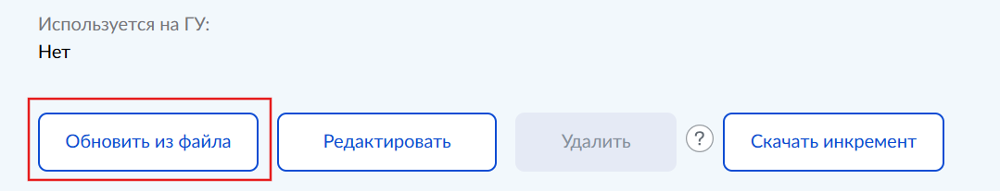 Используется на ГУ:
Нет
Обновить из файла Редактировать Удалить ? Скачать инкремент